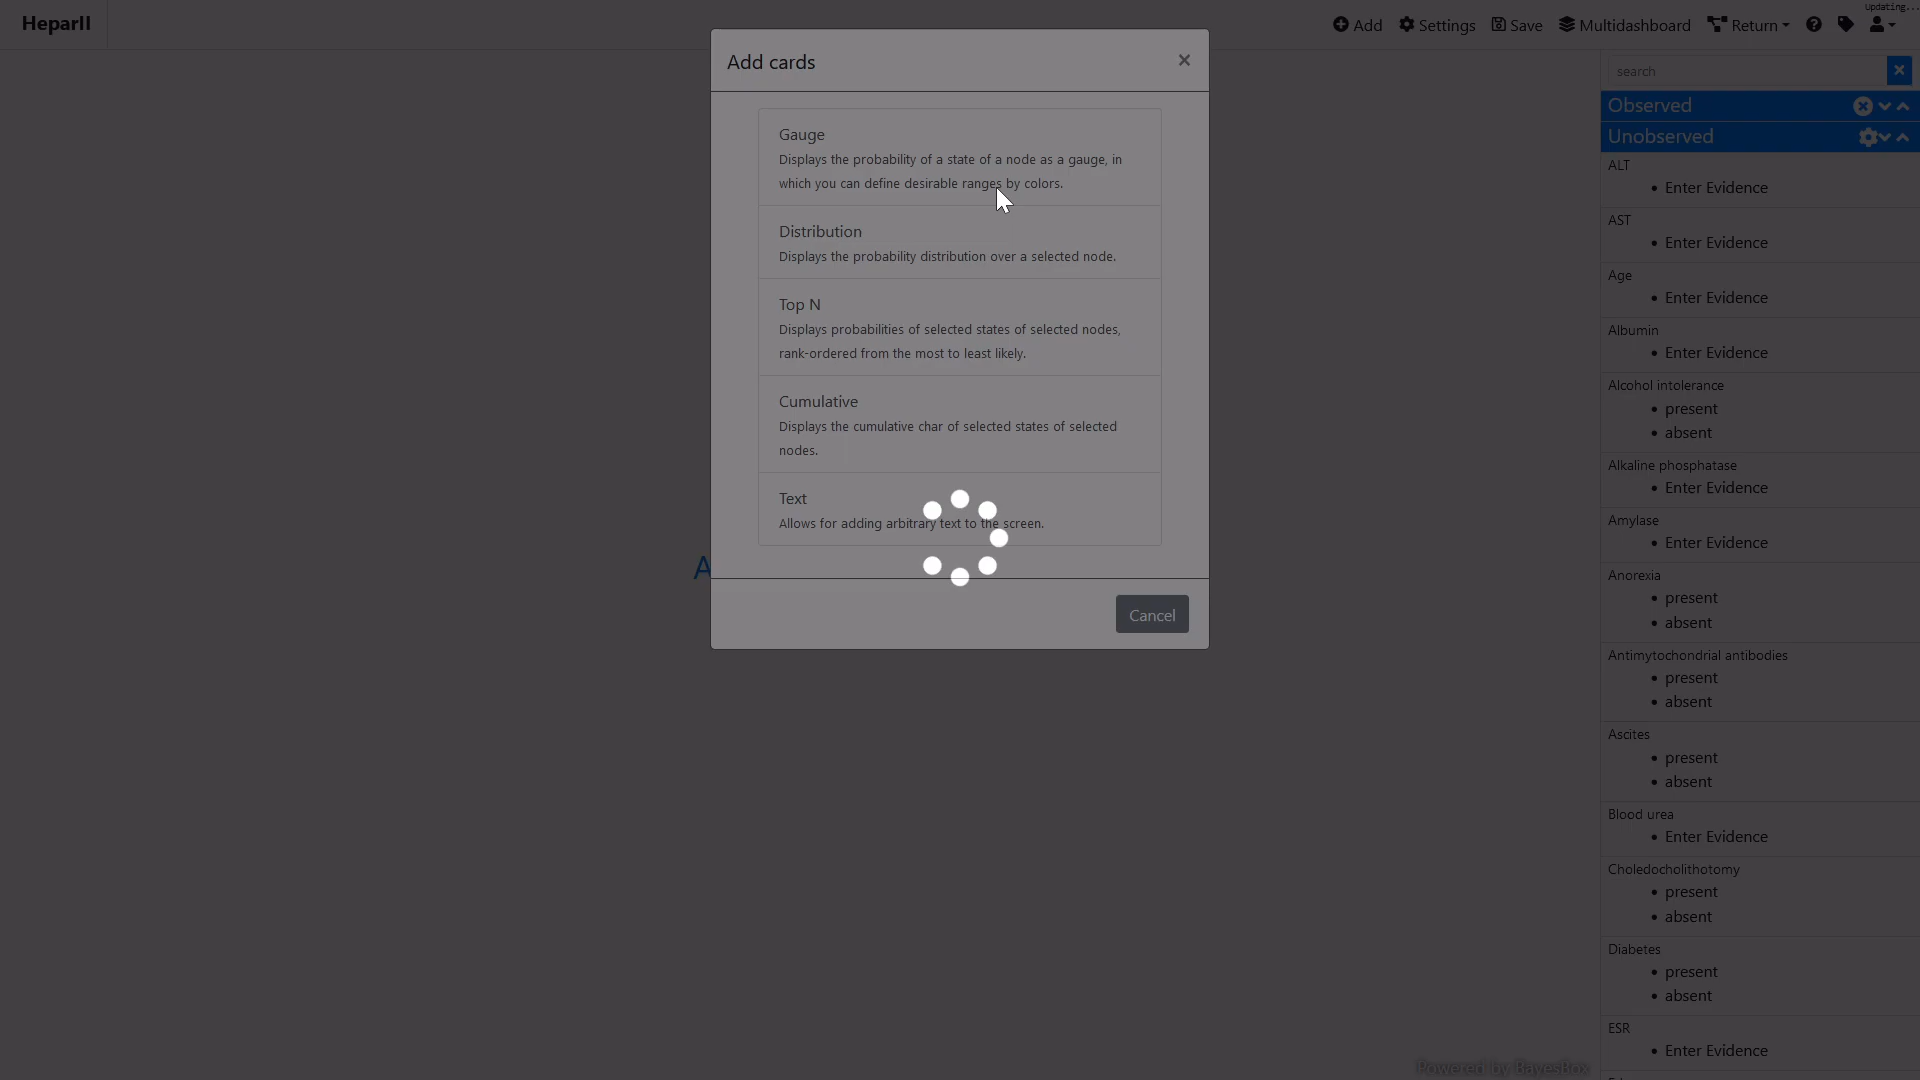 HeparII
Add
Settings
Save
Multidashboard
Return
Updating...
Add cards
Gauge
Displays the probability of a state of a node as a gauge, in
which you can define desirable ranges by colors.
Distribution
Displays the probability distribution over a selected node.
Top N
Displays probabilities of selected states of selected nodes,
rank-ordered from the most to least likely.
Cumulative
Displays the cumulative char of selected states of selected
nodes.
Text
Allows for adding arbitrary text to the screen.
A
Cancel
search
Observed
Unobserved
ALT
• Enter Evidence
AST
• Enter Evidence
Age
• Enter Evidence
Albumin
• Enter Evidence
Alcohol intolerance
• present
• absent
Alkaline phosphatase
• Enter Evidence
Amylase
• Enter Evidence
Anorexia
• present
• absent
Antimytochondrial antibodies
• present
• absent
Ascites
• present
• absent
Blood urea
• Enter Evidence
Choledocholithotomy
• present
• absent
Diabetes
• present
• absent
ESR
• Enter Evidence
Powered by BayesBox